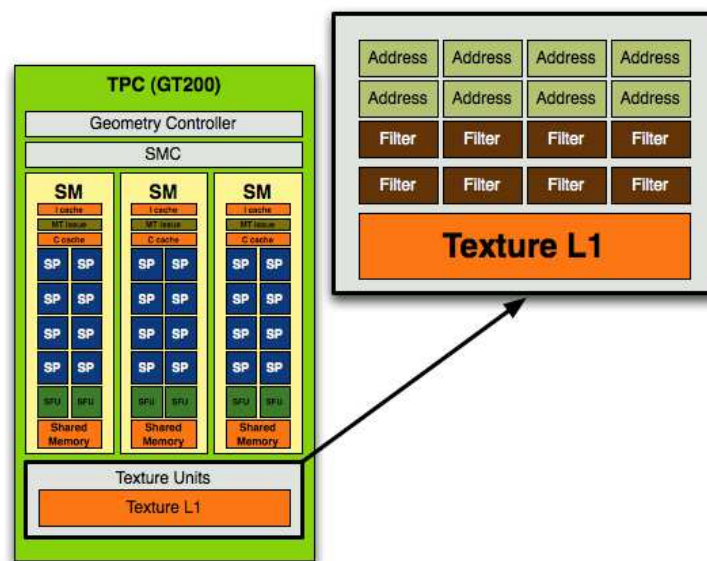 TPC (GT200)
Geometry Controller
SMC
SM SM SM
I cache I cache I cache
MT issue MT issue MT issue
C cache C cache C cache
SP SP SP SP SP SP
SP SP SP SP SP SP
SP SP SP SP SP SP
SP SP SP SP SP SP
SFU SFU SFU SFU SFU SFU
Shared Shared Shared
Memory Memory Memory
Texture Units
Texture L1
Address Address Address Address
Address Address Address Address
Filter Filter Filter Filter
Filter Filter Filter Filter
Texture L1